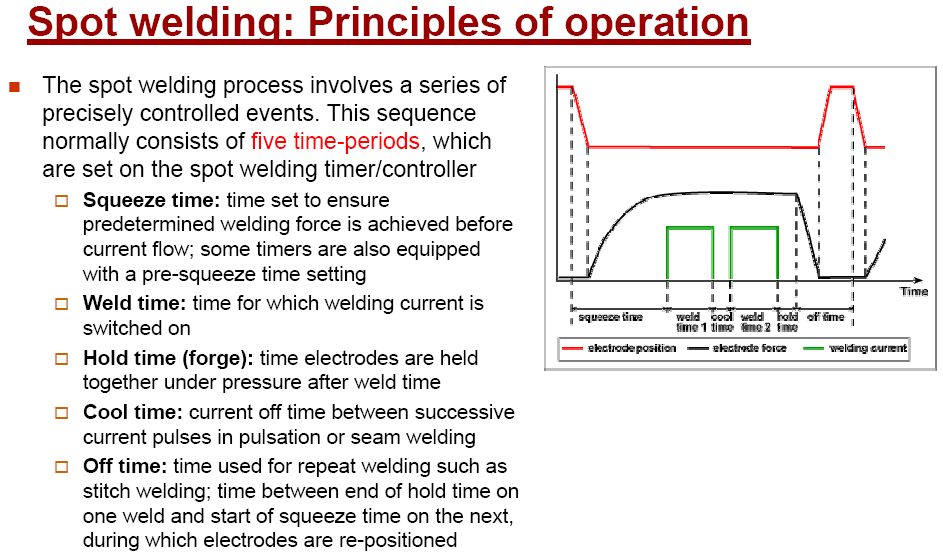 Spot welding: Principles of operation
The spot welding process involves a series of
precisely controlled events. This sequence
normally consists of five time-periods, which
are set on the spot welding timer/controller
Squeeze time: time set to ensure
predetermined welding force is achieved before
current flow; some timers are also equipped
with a pre-squeeze time setting
Weld time: time for which welding current is
switched on
Hold time (forge): time electrodes are held
together under pressure after weld time
Cool time: current off time between successive
current pulses in pulsation or seam welding
Off time: time used for repeat welding such as
stitch welding; time between end of hold time on
one weld and start of squeeze time on the next,
during which electrodes are re-positioned
Time
squeeze time weld cool weld hold off time
time 1 time time 2 time
electrode position electrode force welding current